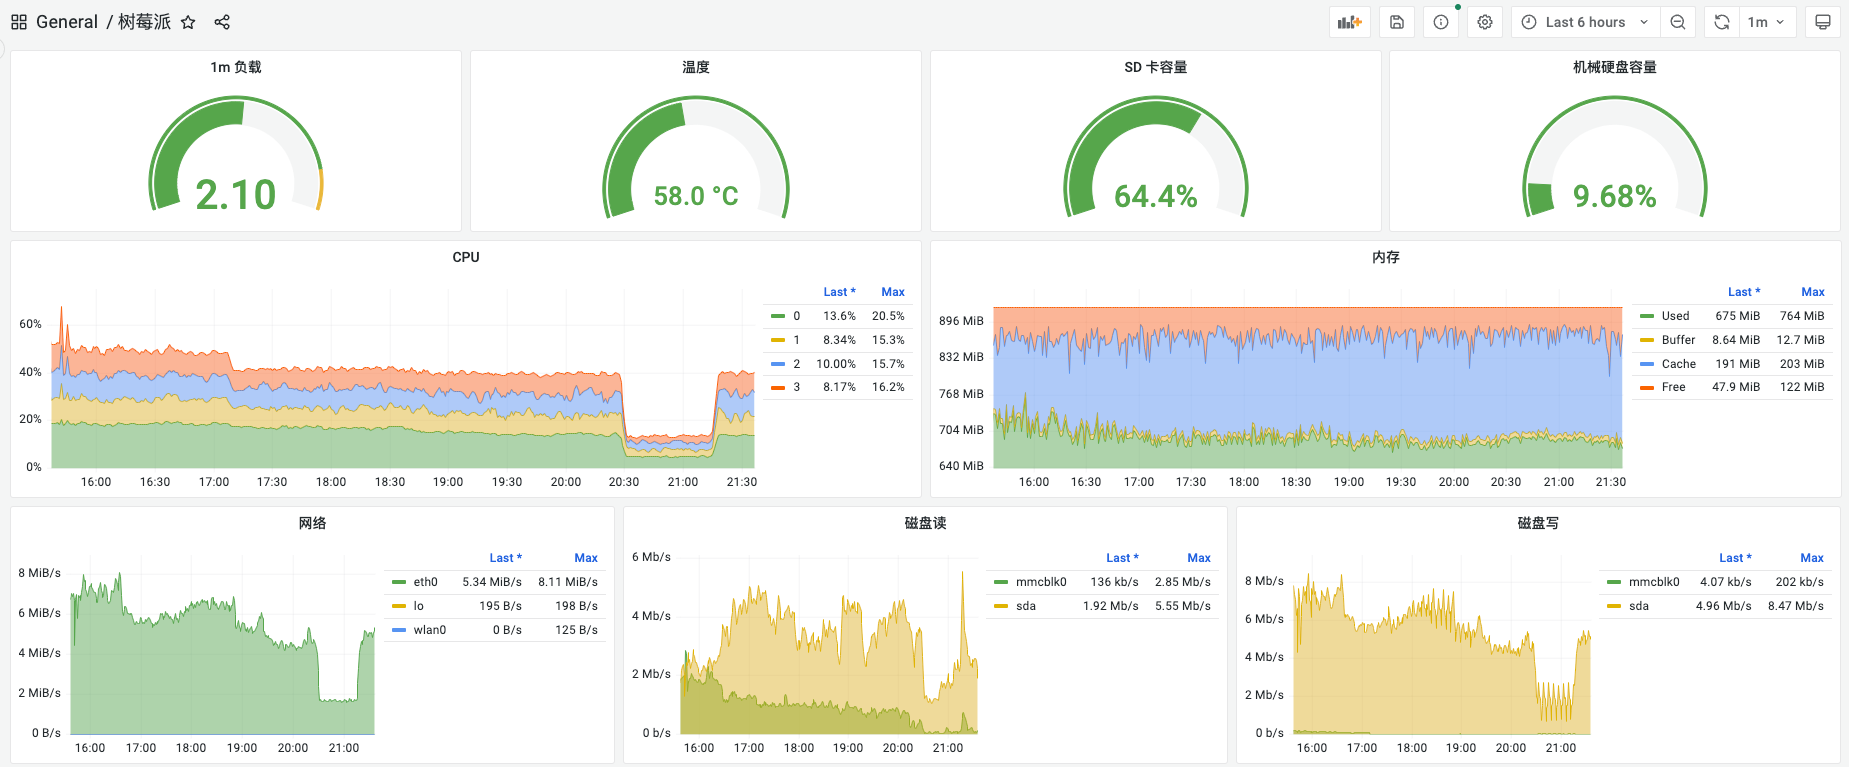 General / 树莓派
Last 6 hours
1m
1m 负载
2.10
温度
58.0 °C
SD 卡容量
64.4%
机械硬盘容量
9.68%
CPU
60%
40%
20%
0%
16:00 16:30 17:00 17:30 18:00 18:30 19:00 19:30 20:00 20:30 21:00 21:30
Last * Max
0 13.6% 20.5%
1 8.34% 15.3%
2 10.00% 15.7%
3 8.17% 16.2%
内存
896 MiB
832 MiB
768 MiB
704 MiB
640 MiB
16:00 16:30 17:00 17:30 18:00 18:30 19:00 19:30 20:00 20:30 21:00 21:30
Last * Max
Used 675 MiB 764 MiB
Buffer 8.64 MiB 12.7 MiB
Cache 191 MiB 203 MiB
Free 47.9 MiB 122 MiB
网络
8 MiB/s
6 MiB/s
4 MiB/s
2 MiB/s
0 B/s
16:00 17:00 18:00 19:00 20:00 21:00
Last * Max
eth0 5.34 MiB/s 8.11 MiB/s
lo 195 B/s 198 B/s
wlan0 0 B/s 125 B/s
磁盘读
6 Mb/s
4 Mb/s
2 Mb/s
0 b/s
16:00 17:00 18:00 19:00 20:00 21:00
Last * Max
mmcblk0 136 kb/s 2.85 Mb/s
sda 1.92 Mb/s 5.55 Mb/s
磁盘写
8 Mb/s
6 Mb/s
4 Mb/s
2 Mb/s
0 b/s
16:00 17:00 18:00 19:00 20:00 21:00
Last * Max
mmcblk0 4.07 kb/s 202 kb/s
sda 4.96 Mb/s 8.47 Mb/s